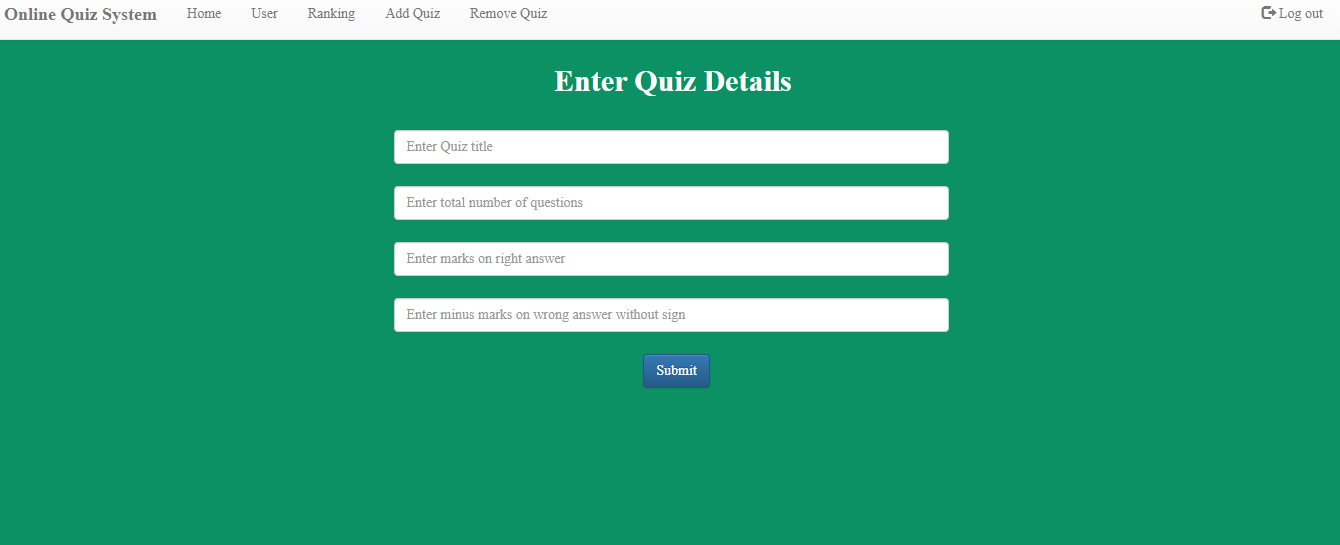 Online Quiz System Home User Ranking Add Quiz Remove Quiz Log out
Enter Quiz Details
Enter Quiz title
Enter total number of questions
Enter marks on right answer
Enter minus marks on wrong answer without sign
Submit